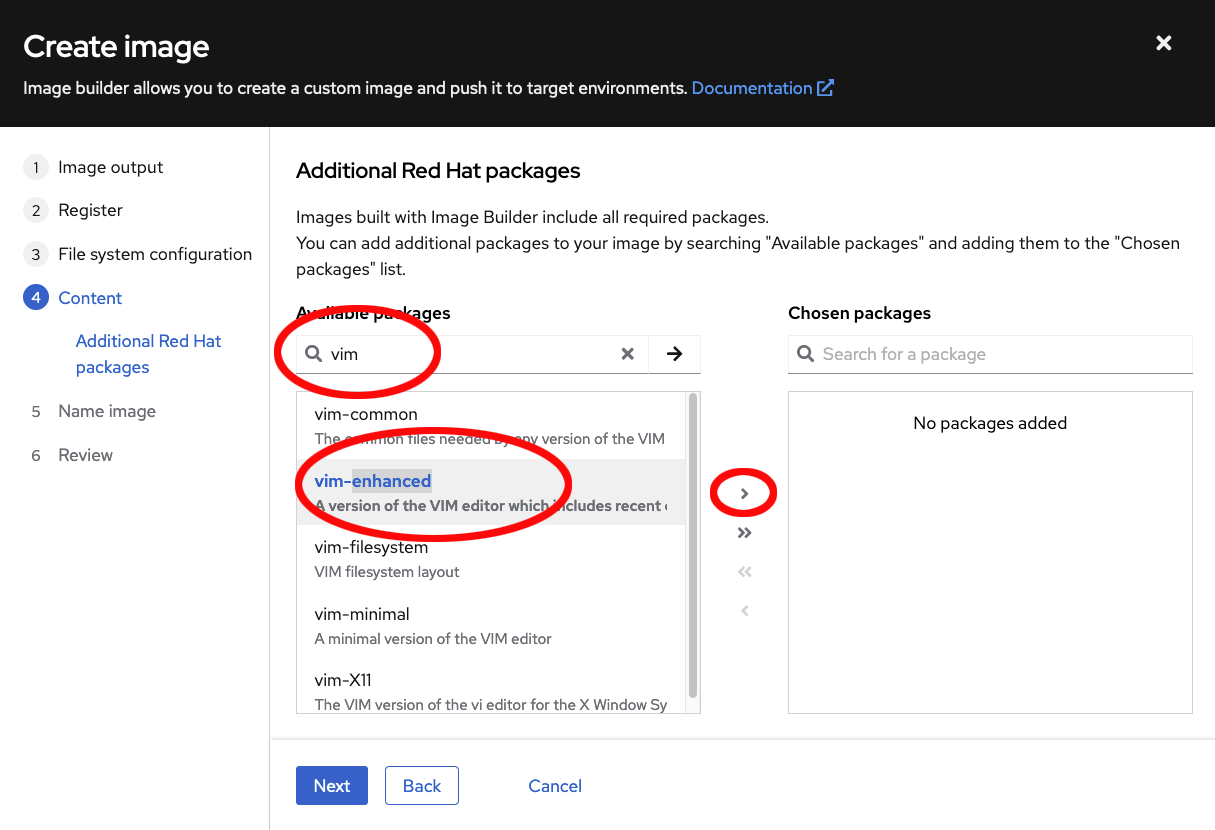 Create image
Image builder allows you to create a custom image and push it to target environments. Documentation
1 Image output
2 Register
3 File system configuration
4 Content
Additional Red Hat
packages
5 Name image
6 Review
Additional Red Hat packages
Images built with Image Builder include all required packages.
You can add additional packages to your image by searching "Available packages" and adding them to the "Chosen
packages" list.
Available packages
vim
vim-common
The common files needed by any version of the VIM
vim-enhanced
A version of the VIM editor which includes recent
vim-filesystem
VIM filesystem layout
vim-minimal
A minimal version of the VIM editor
vim-X11
The VIM version of the vi editor for the X Window Sy
Chosen packages
Search for a package
No packages added
Next
Back
Cancel